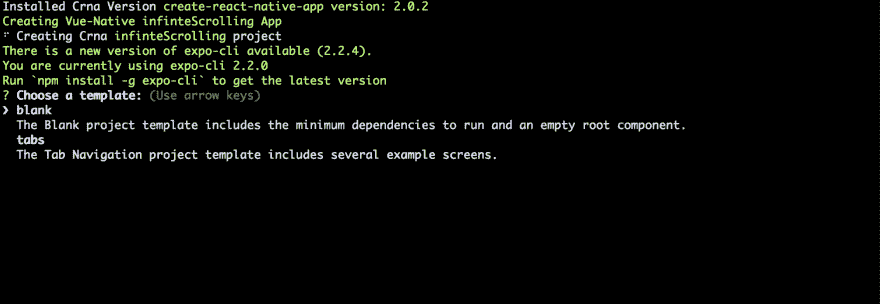 Installed Crna Version create-react-native-app version: 2.0.2
Creating Vue-Native infinteScrolling App
⠋ Creating Crna infinteScrolling project
There is a new version of expo-cli available (2.2.4).
You are currently using expo-cli 2.2.0
Run `npm install -g expo-cli` to get the latest version
? Choose a template: (Use arrow keys)
❯ blank
The Blank project template includes the minimum dependencies to run and an empty root component.
tabs
The Tab Navigation project template includes several example screens.